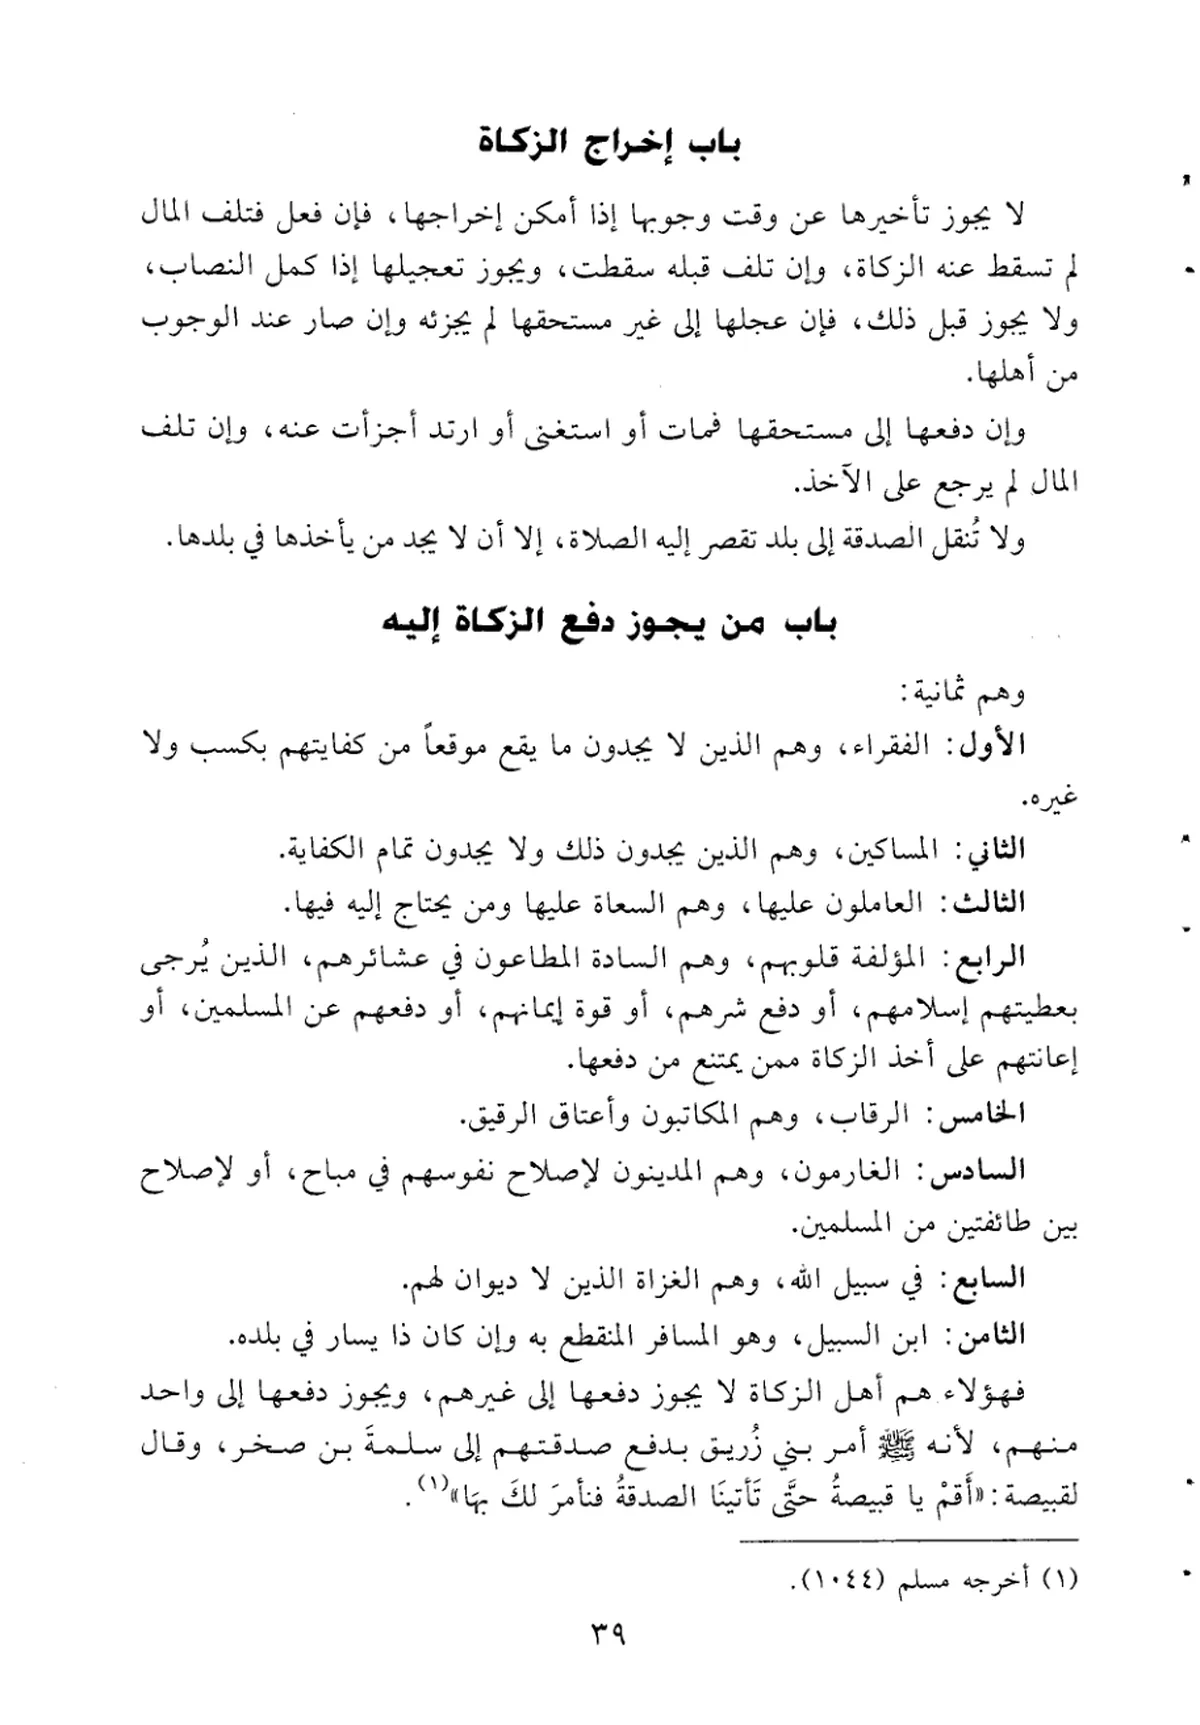 باب إخراج الزكاة
لا يجوز تأخيرها عن وقت وجوبها إذا أمكن إخراجها، فإن فعل فتلف المال
لم تسقط عنه الزكاة، وإن تلف قبله سقطت، ويجوز تعجيلها إذا كمل النصاب،
ولا يجوز قبل ذلك، فإن عجلها إلى غير مستحقها لم يجزئه وإن صار عند الوجوب
من أهلها.
وإن دفعها إلى مستحقها فمات أو استغنى أو ارتد أجزأت عنه، وإن تلف
المال لم يرجع على الآخذ.
ولا تُنقل الصدقة إلى بلد تقصر إليه الصلاة، إلا أن لا يجد من يأخذها في بلدها.
باب من يجوز دفع الزكاة إليه
وهم ثمانية:
الأول: الفقراء، وهم الذين لا يجدون ما يقع موقعاً من كفايتهم بكسب ولا
غيره.
الثاني: المساكين، وهم الذين يجدون ذلك ولا يجدون تمام الكفاية.
الثالث: العاملون عليها، وهم السعاة عليها ومن يحتاج إليه فيها.
الرابع: المؤلفة قلوبهم، وهم السادة المطاعون في عشائرهم، الذين يُرجى
بعطيتهم إسلامهم، أو دفع شرهم، أو قوة إيمانهم، أو دفعهم عن المسلمين، أو
إعانتهم على أخذ الزكاة ممن يمتنع من دفعها.
الخامس: الرقاب، وهم المكاتبون وأعتاق الرقيق.
السادس: الغارمون، وهم المدينون لإصلاح نفوسهم في مباح، أو لإصلاح
بين طائفتين من المسلمين.
السابع: في سبيل الله، وهم الغزاة الذين لا ديوان لهم.
الثامن: ابن السبيل، وهو المسافر المنقطع به وإن كان ذا يسار في بلده.
فهؤلاء هم أهل الزكاة لا يجوز دفعها إلى غيرهم، ويجوز دفعها إلى واحد
منهم، لأنه ﷺ أمر بني زُريق بدفع صدقتهم إلى سلمةَ بن صخر، وقال
لقبيصة: «أَقمْ يا قبيصةُ حتَّى تَأتينَا الصدقةُ فنأمرَ لكَ بهَا»(١).
(١) أخرجه مسلم (١٠٤٤).
٣٩